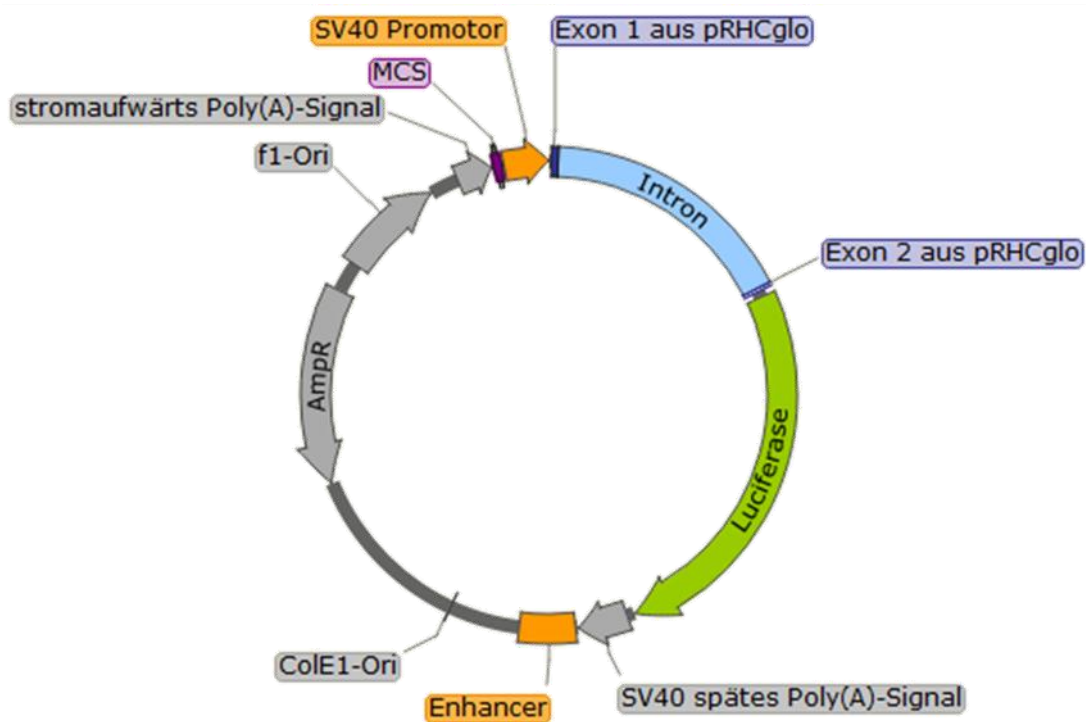 SV40 Promotor
Exon 1 aus pRHCglo
MCS
stromaufwärts Poly(A)-Signal
f1-Ori
Intron
Exon 2 aus pRHCglo
AmpR
Luciferase
ColE1-Ori
SV40 spätes Poly(A)-Signal
Enhancer